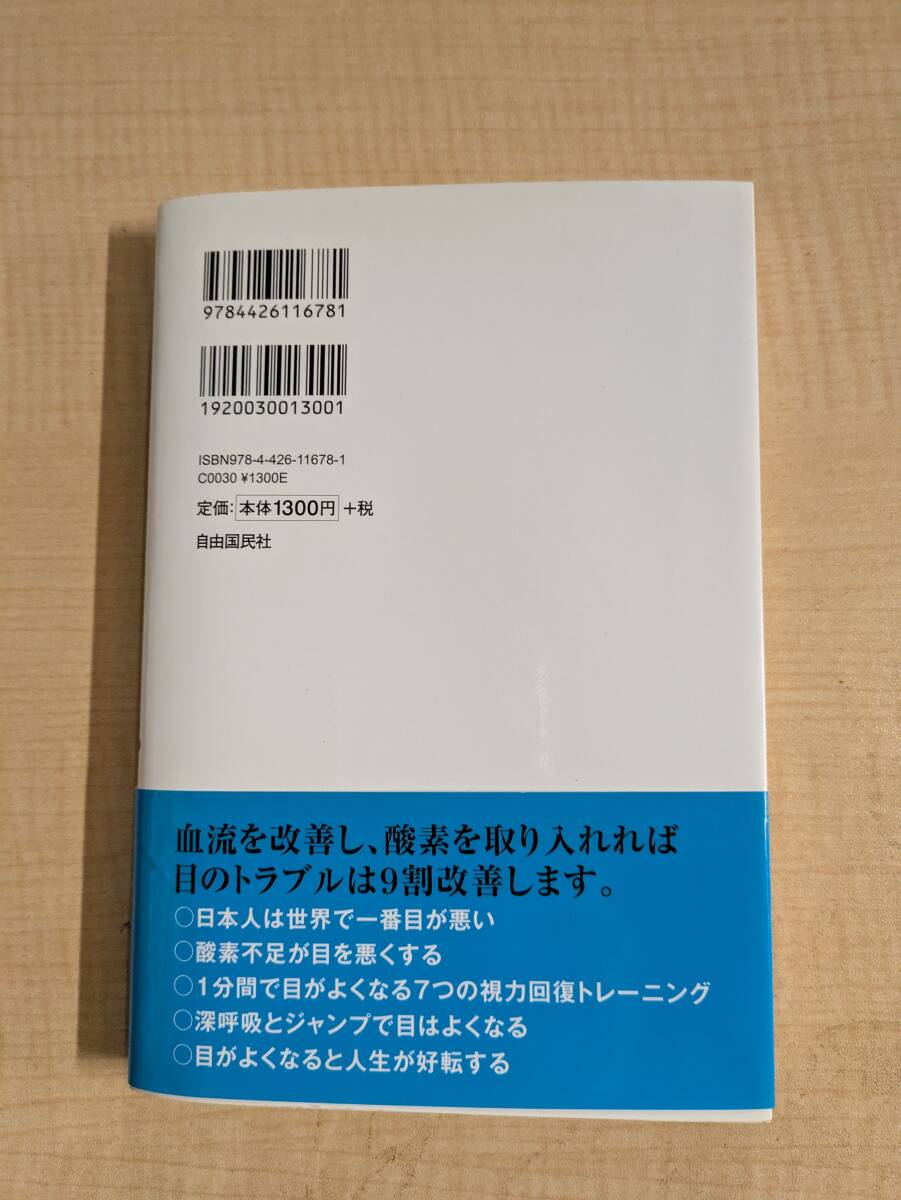 9784426116781
1920030013001
ISBN978-4-426-11678-1
C0030 ¥1300E
定価：本体1300円＋税
自由国民社
血流を改善し、酸素を取り入れれば
目のトラブルは9割改善します。
○日本人は世界で一番目が悪い
○酸素不足が目を悪くする
○1分間で目がよくなる7つの視力回復トレーニング
○深呼吸とジャンプで目はよくなる
○目がよくなると人生が好転する